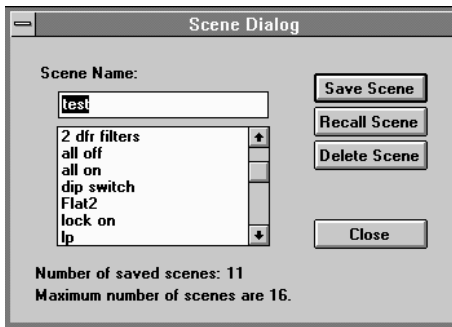 Scene Dialog
Scene Name:
test
2 dfr filters
all off
all on
dip switch
Flat2
lock on
lp
Save Scene
Recall Scene
Delete Scene
Close
Number of saved scenes: 11
Maximum number of scenes are 16.